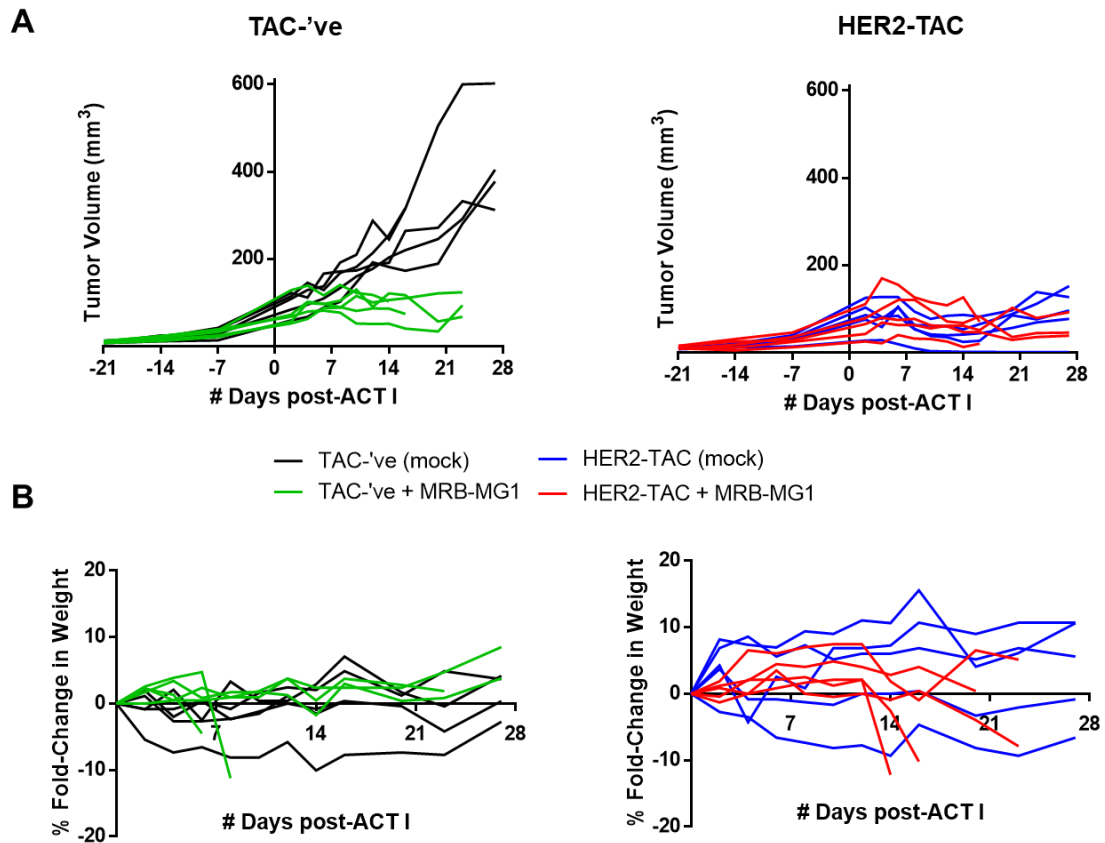 A
TAC-'ve
HER2-TAC
Tumor Volume (mm3)
600
400
200
-21 -14 -7 0 7 14 21 28
# Days post-ACT I
Tumor Volume (mm3)
600
400
200
-21 -14 -7 0 7 14 21 28
# Days post-ACT I
TAC-'ve (mock)
HER2-TAC (mock)
TAC-'ve + MRB-MG1
HER2-TAC + MRB-MG1
B
% Fold-Change in Weight
20
10
0
-10
-20
7 14 21 28
# Days post-ACT I
% Fold-Change in Weight
20
10
0
-10
-20
7 14 21 28
# Days post-ACT I